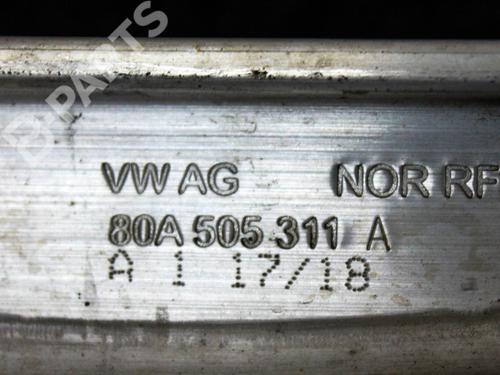 B-PARTS
VW AG NOR RF
80A 505 311 A
A 1 17/18